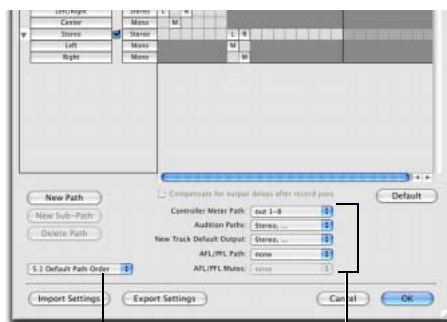 Left/Right Stereo L R
Center Mono M
Stereo Stereo L R
Left Mono M
Right Mono M
New Path
Compensate for output delays after record pass
Default
New Sub-Path
Controller Meter Path: out 1-8
Delete Path
Audition Paths: Stereo, ...
New Track Default Output: Stereo, ...
AFL/PFL Path: none
5.1 Default Path Order
AFL/PFL Mutes: none
Import Settings
Export Settings
Cancel
OK